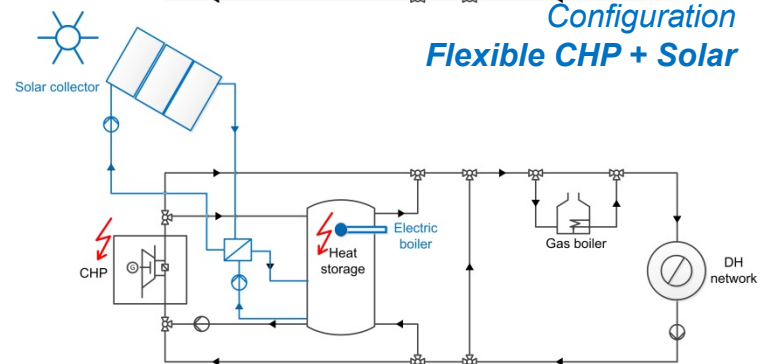 Configuration
Flexible CHP + Solar
Solar collector
Electric
boiler
Heat
storage
Gas boiler
CHP
G
DH
network